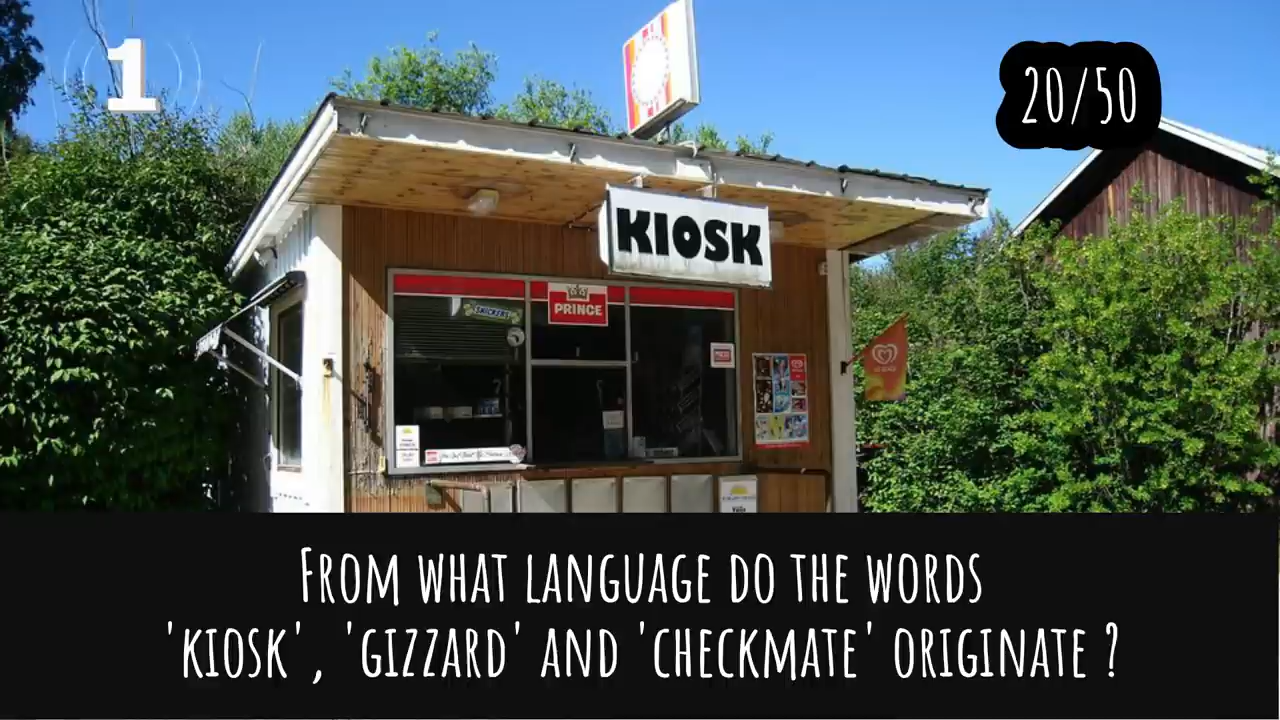 1
20/50
KIOSK
PRINCE
SNICKERS
From what language do the words
'kiosk', 'gizzard' and 'checkmate' originate ?